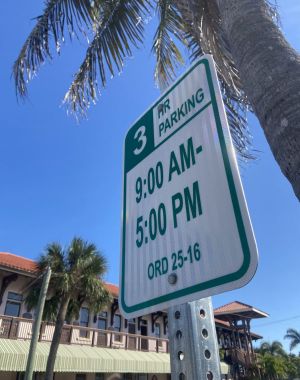 3 HR
PARKING
9:00 AM-
5:00 PM
ORD 25-16